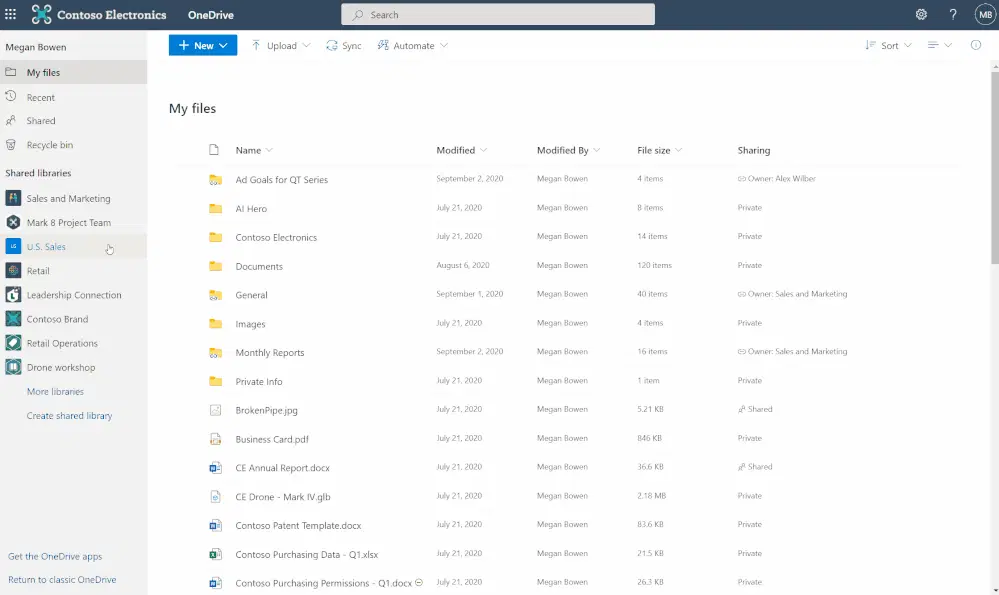 Contoso Electronics OneDrive Search ? MB
Megan Bowen
My files
Recent
Shared
Recycle bin
Shared libraries
Sales and Marketing
Mark 8 Project Team
U.S. Sales
Retail
Leadership Connection
Contoso Brand
Retail Operations
Drone workshop
More libraries
Create shared library
Get the OneDrive apps
Return to classic OneDrive
+ New Upload Sync Automate Sort
My files
Name Modified Modified By File size Sharing
Ad Goals for QT Series September 2, 2020 Megan Bowen 4 items Owner: Alex Wilber
AI Hero July 21, 2020 Megan Bowen 8 items Private
Contoso Electronics July 21, 2020 Megan Bowen 14 items Private
Documents August 6, 2020 Megan Bowen 120 items Private
General September 1, 2020 Megan Bowen 40 items Owner: Sales and Marketing
Images July 21, 2020 Megan Bowen 4 items Private
Monthly Reports September 2, 2020 Megan Bowen 16 items Owner: Sales and Marketing
Private Info July 21, 2020 Megan Bowen 1 item Private
BrokenPipe.jpg July 21, 2020 Megan Bowen 5.21 KB Shared
Business Card.pdf July 21, 2020 Megan Bowen 846 KB Private
CE Annual Report.docx July 21, 2020 Megan Bowen 36.6 KB Shared
CE Drone - Mark IV.glb July 21, 2020 Megan Bowen 2.18 MB Private
Contoso Patent Template.docx July 21, 2020 Megan Bowen 83.6 KB Private
Contoso Purchasing Data - Q1.xlsx July 21, 2020 Megan Bowen 21.5 KB Private
Contoso Purchasing Permissions - Q1.docx July 21, 2020 Megan Bowen 26.3 KB Private